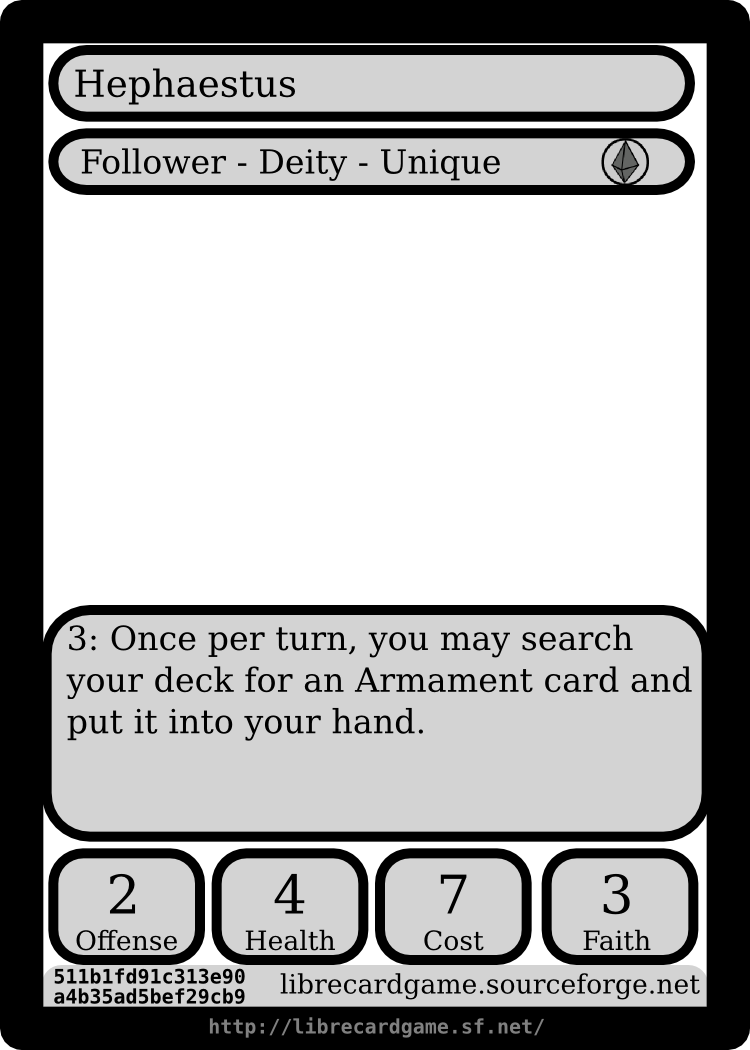 Hephaestus
Follower - Deity - Unique
3: Once per turn, you may search
your deck for an Armament card and
put it into your hand.
2
Offense
4
Health
7
Cost
3
Faith
511b1fd91c313e90
a4b35ad5bef29cb9
librecardgame.sourceforge.net
http://librecardgame.sf.net/